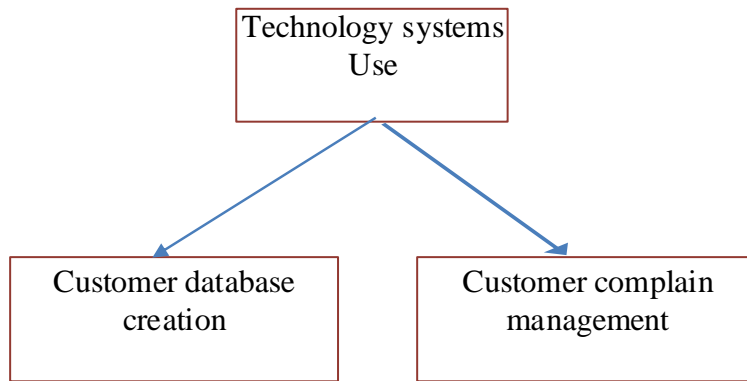 Technology systems
Use
Customer database
creation
Customer complain
management